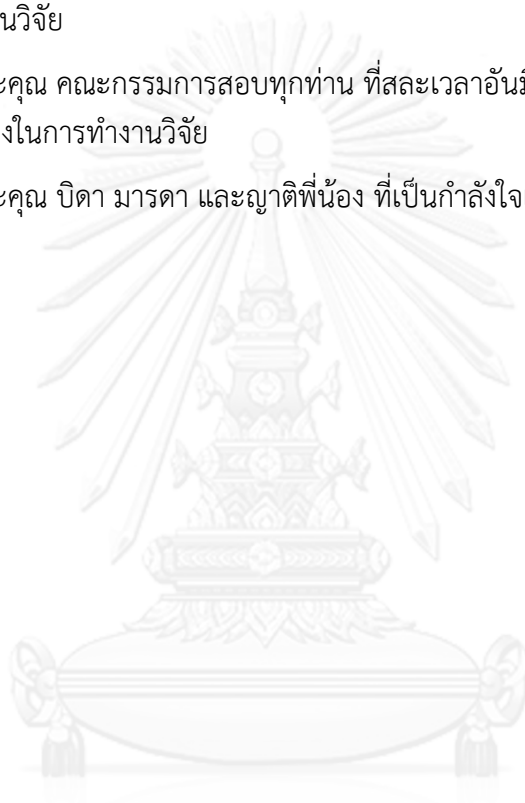 นวิจัย
ะคุณ คณะกรรมการสอบทุกท่าน ที่สละเวลาอัน
งในการทำงานวิจัย
ะคุณ บิดา มารดา และญาติพี่น้อง ที่เป็นกำลังใจ